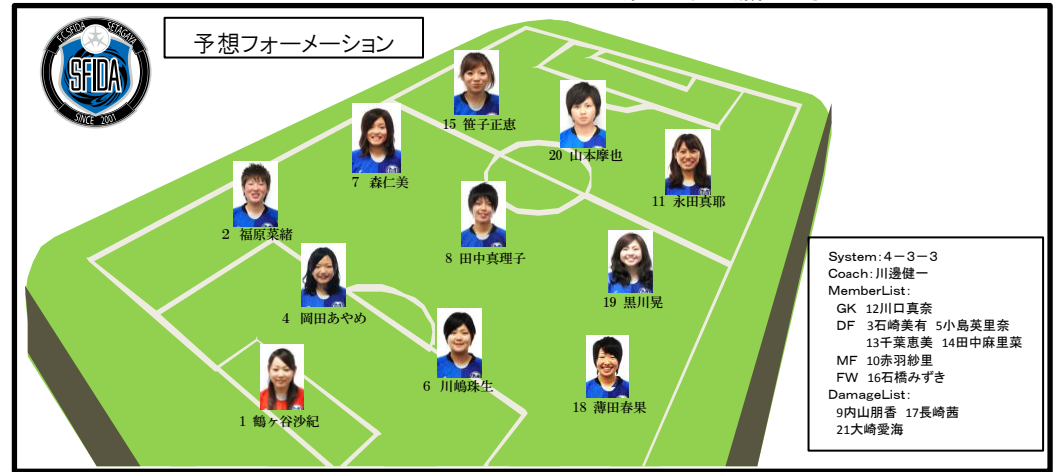 F.C.SFIDA SETAGAYA
SFIDA
SINCE 2001
予想フォーメーション
15 笹子正恵
20 山本摩也
7 森仁美
11 永田真耶
2 福原菜緒
8 田中真理子
19 黒川晃
4 岡田あやめ
6 川嶋珠生
18 薄田春果
1 鶴ヶ谷沙紀
System:4－3－3
Coach:川邊健一
MemberList:
GK 12川口真奈
DF 3石崎美有 5小島英里奈
13千葉恵美 14田中麻里菜
MF 10赤羽紗里
FW 16石橋みずき
DamageList:
9内山朋香 17長崎茜
21大崎愛海